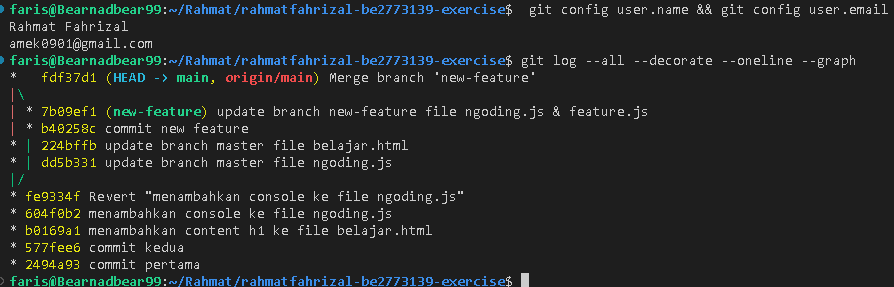 faris@Bearnadbear99:~/Rahmat/rahmatfahrizal-be2773139-exercise$  git config user.name && git config user.email
Rahmat Fahrizal
amek0901@gmail.com
faris@Bearnadbear99:~/Rahmat/rahmatfahrizal-be2773139-exercise$ git log --all --decorate --oneline --graph
*   fdf37d1 (HEAD -> main, origin/main) Merge branch 'new-feature'
|\
| * 7b09ef1 (new-feature) update branch new-feature file ngoding.js & feature.js
| * b40258c commit new feature
* | 224bffb update branch master file belajar.html
* | dd5b331 update branch master file ngoding.js
|/
* fe9334f Revert "menambahkan console ke file ngoding.js"
* 604f0b2 menambahkan console ke file ngoding.js
* b0169a1 menambahkan content h1 ke file belajar.html
* 577fee6 commit kedua
* 2494a93 commit pertama
faris@Bearnadbear99:~/Rahmat/rahmatfahrizal-be2773139-exercise$